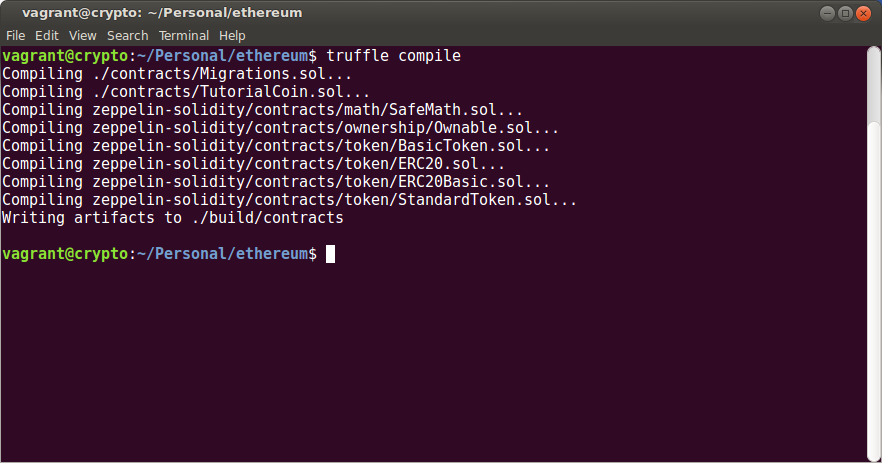 vagrant@crypto: ~/Personal/ethereum
File Edit View Search Terminal Help
vagrant@crypto:~/Personal/ethereum$ truffle compile
Compiling ./contracts/Migrations.sol...
Compiling ./contracts/TutorialCoin.sol...
Compiling zeppelin-solidity/contracts/math/SafeMath.sol...
Compiling zeppelin-solidity/contracts/ownership/Ownable.sol...
Compiling zeppelin-solidity/contracts/token/BasicToken.sol...
Compiling zeppelin-solidity/contracts/token/ERC20.sol...
Compiling zeppelin-solidity/contracts/token/ERC20Basic.sol...
Compiling zeppelin-solidity/contracts/token/StandardToken.sol...
Writing artifacts to ./build/contracts
vagrant@crypto:~/Personal/ethereum$